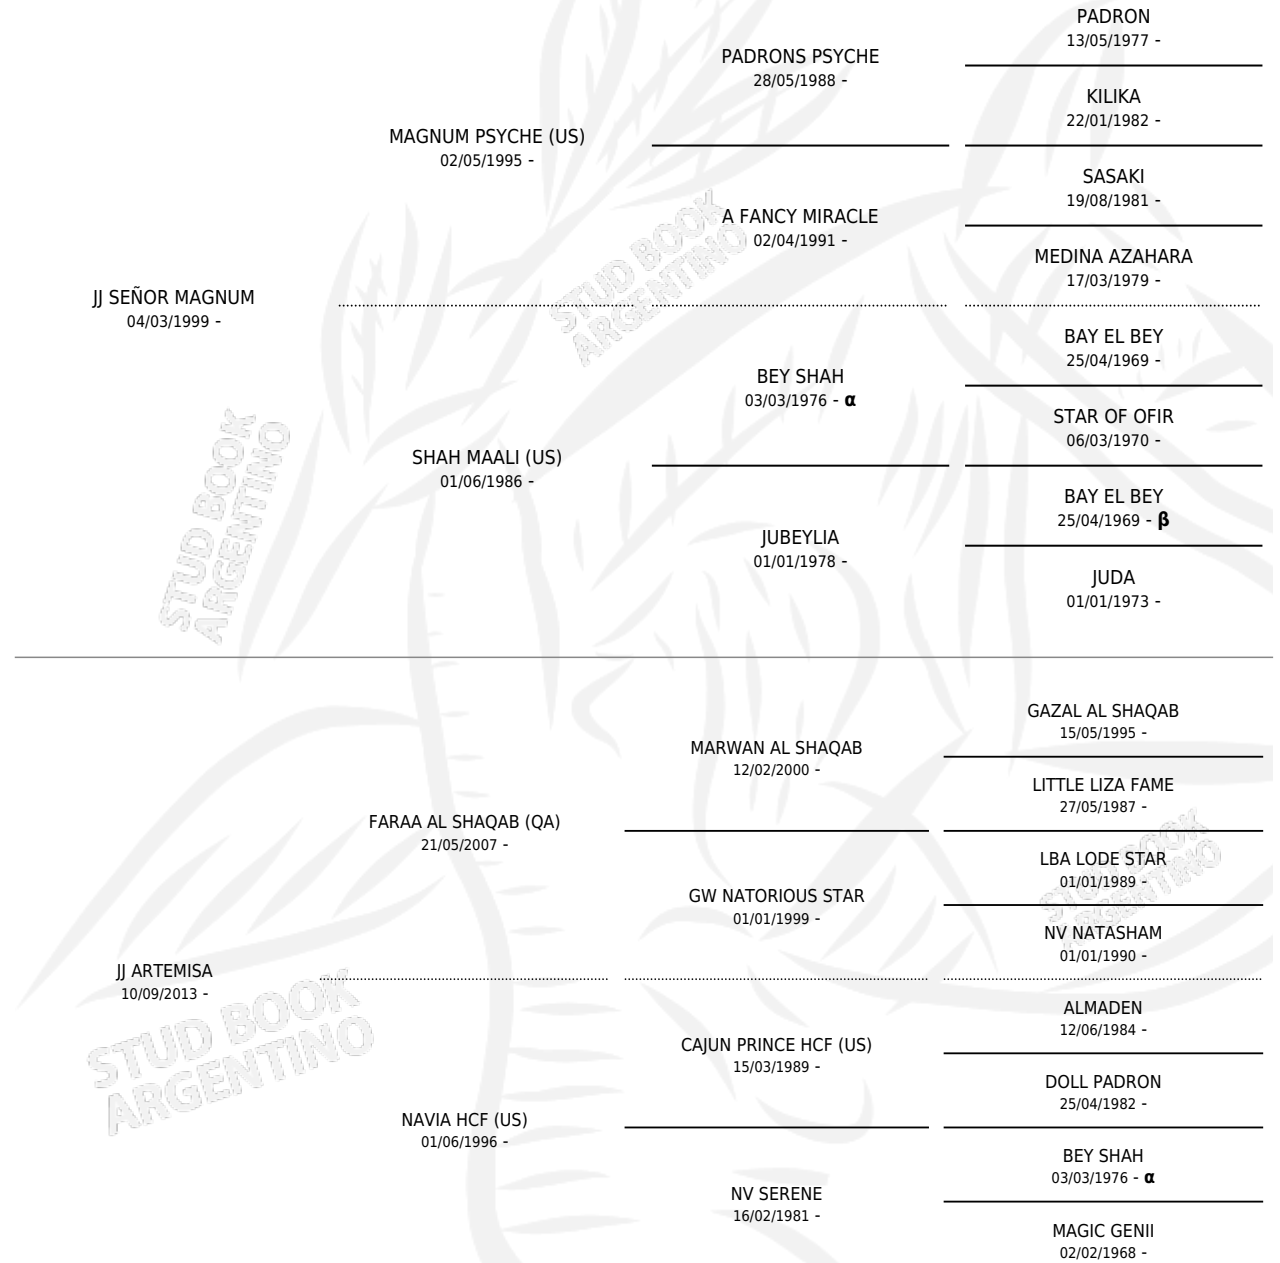 PADRON
13/05/1977 -
PADRONS PSYCHE
28/05/1988 -
KILIKA
22/01/1982 -
MAGNUM PSYCHE (US)
02/05/1995 -
SASAKI
19/08/1981 -
A FANCY MIRACLE
02/04/1991 -
MEDINA AZAHARA
17/03/1979 -
JJ SEÑOR MAGNUM
04/03/1999 -
BAY EL BEY
25/04/1969 -
BEY SHAH
03/03/1976 - α
STAR OF OFIR
06/03/1970 -
SHAH MAALI (US)
01/06/1986 -
BAY EL BEY
25/04/1969 - β
JUBEYLIA
01/01/1978 -
JUDA
01/01/1973 -
GAZAL AL SHAQAB
15/05/1995 -
MARWAN AL SHAQAB
12/02/2000 -
LITTLE LIZA FAME
27/05/1987 -
FARAA AL SHAQAB (QA)
21/05/2007 -
LBA LODE STAR
01/01/1989 -
GW NATORIOUS STAR
01/01/1999 -
NV NATASHAM
01/01/1990 -
JJ ARTEMISA
10/09/2013 -
ALMADEN
12/06/1984 -
CAJUN PRINCE HCF (US)
15/03/1989 -
DOLL PADRON
25/04/1982 -
NAVIA HCF (US)
01/06/1996 -
BEY SHAH
03/03/1976 - α
NV SERENE
16/02/1981 -
MAGIC GENII
02/02/1968 -
STUD BOOK
ARGENTINO
STUD BOOK
ARGENTINO
STUD BOOK
ARGENTINO
STUD BOOK
ARGENTINO